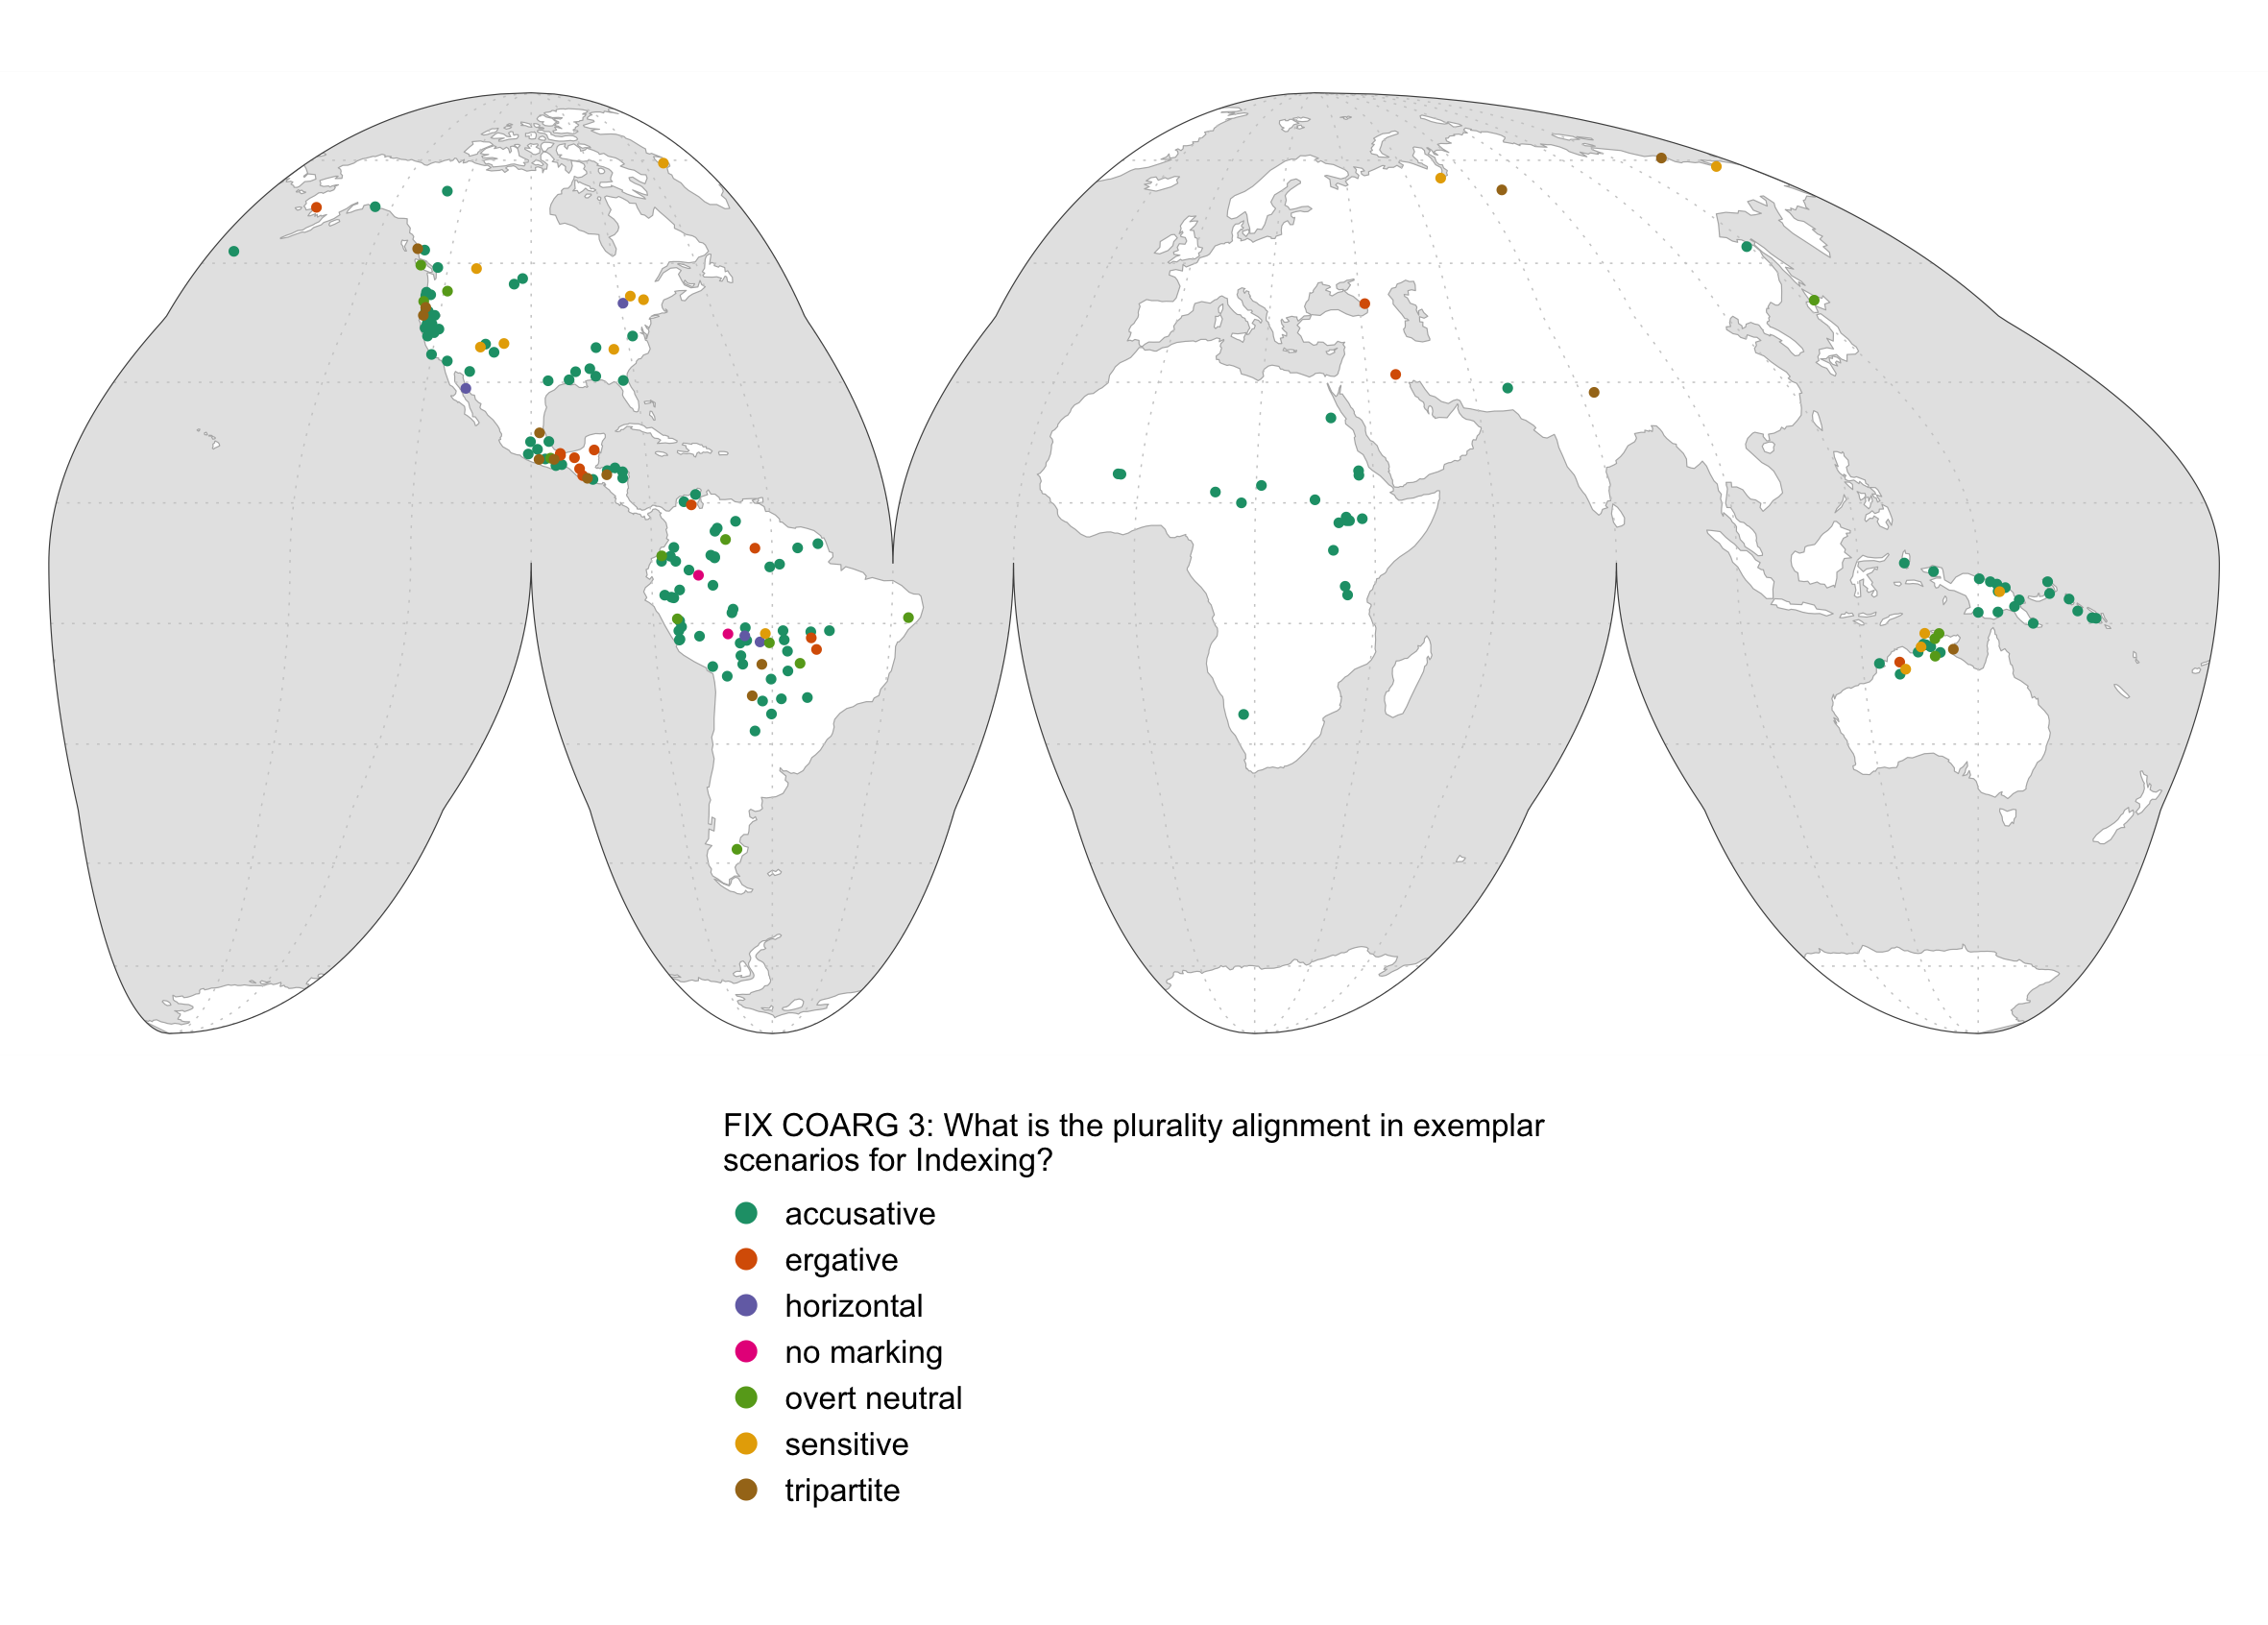 FIX COARG 3: What is the plurality alignment in exemplar
scenarios for Indexing?
accusative
ergative
horizontal
no marking
overt neutral
sensitive
tripartite